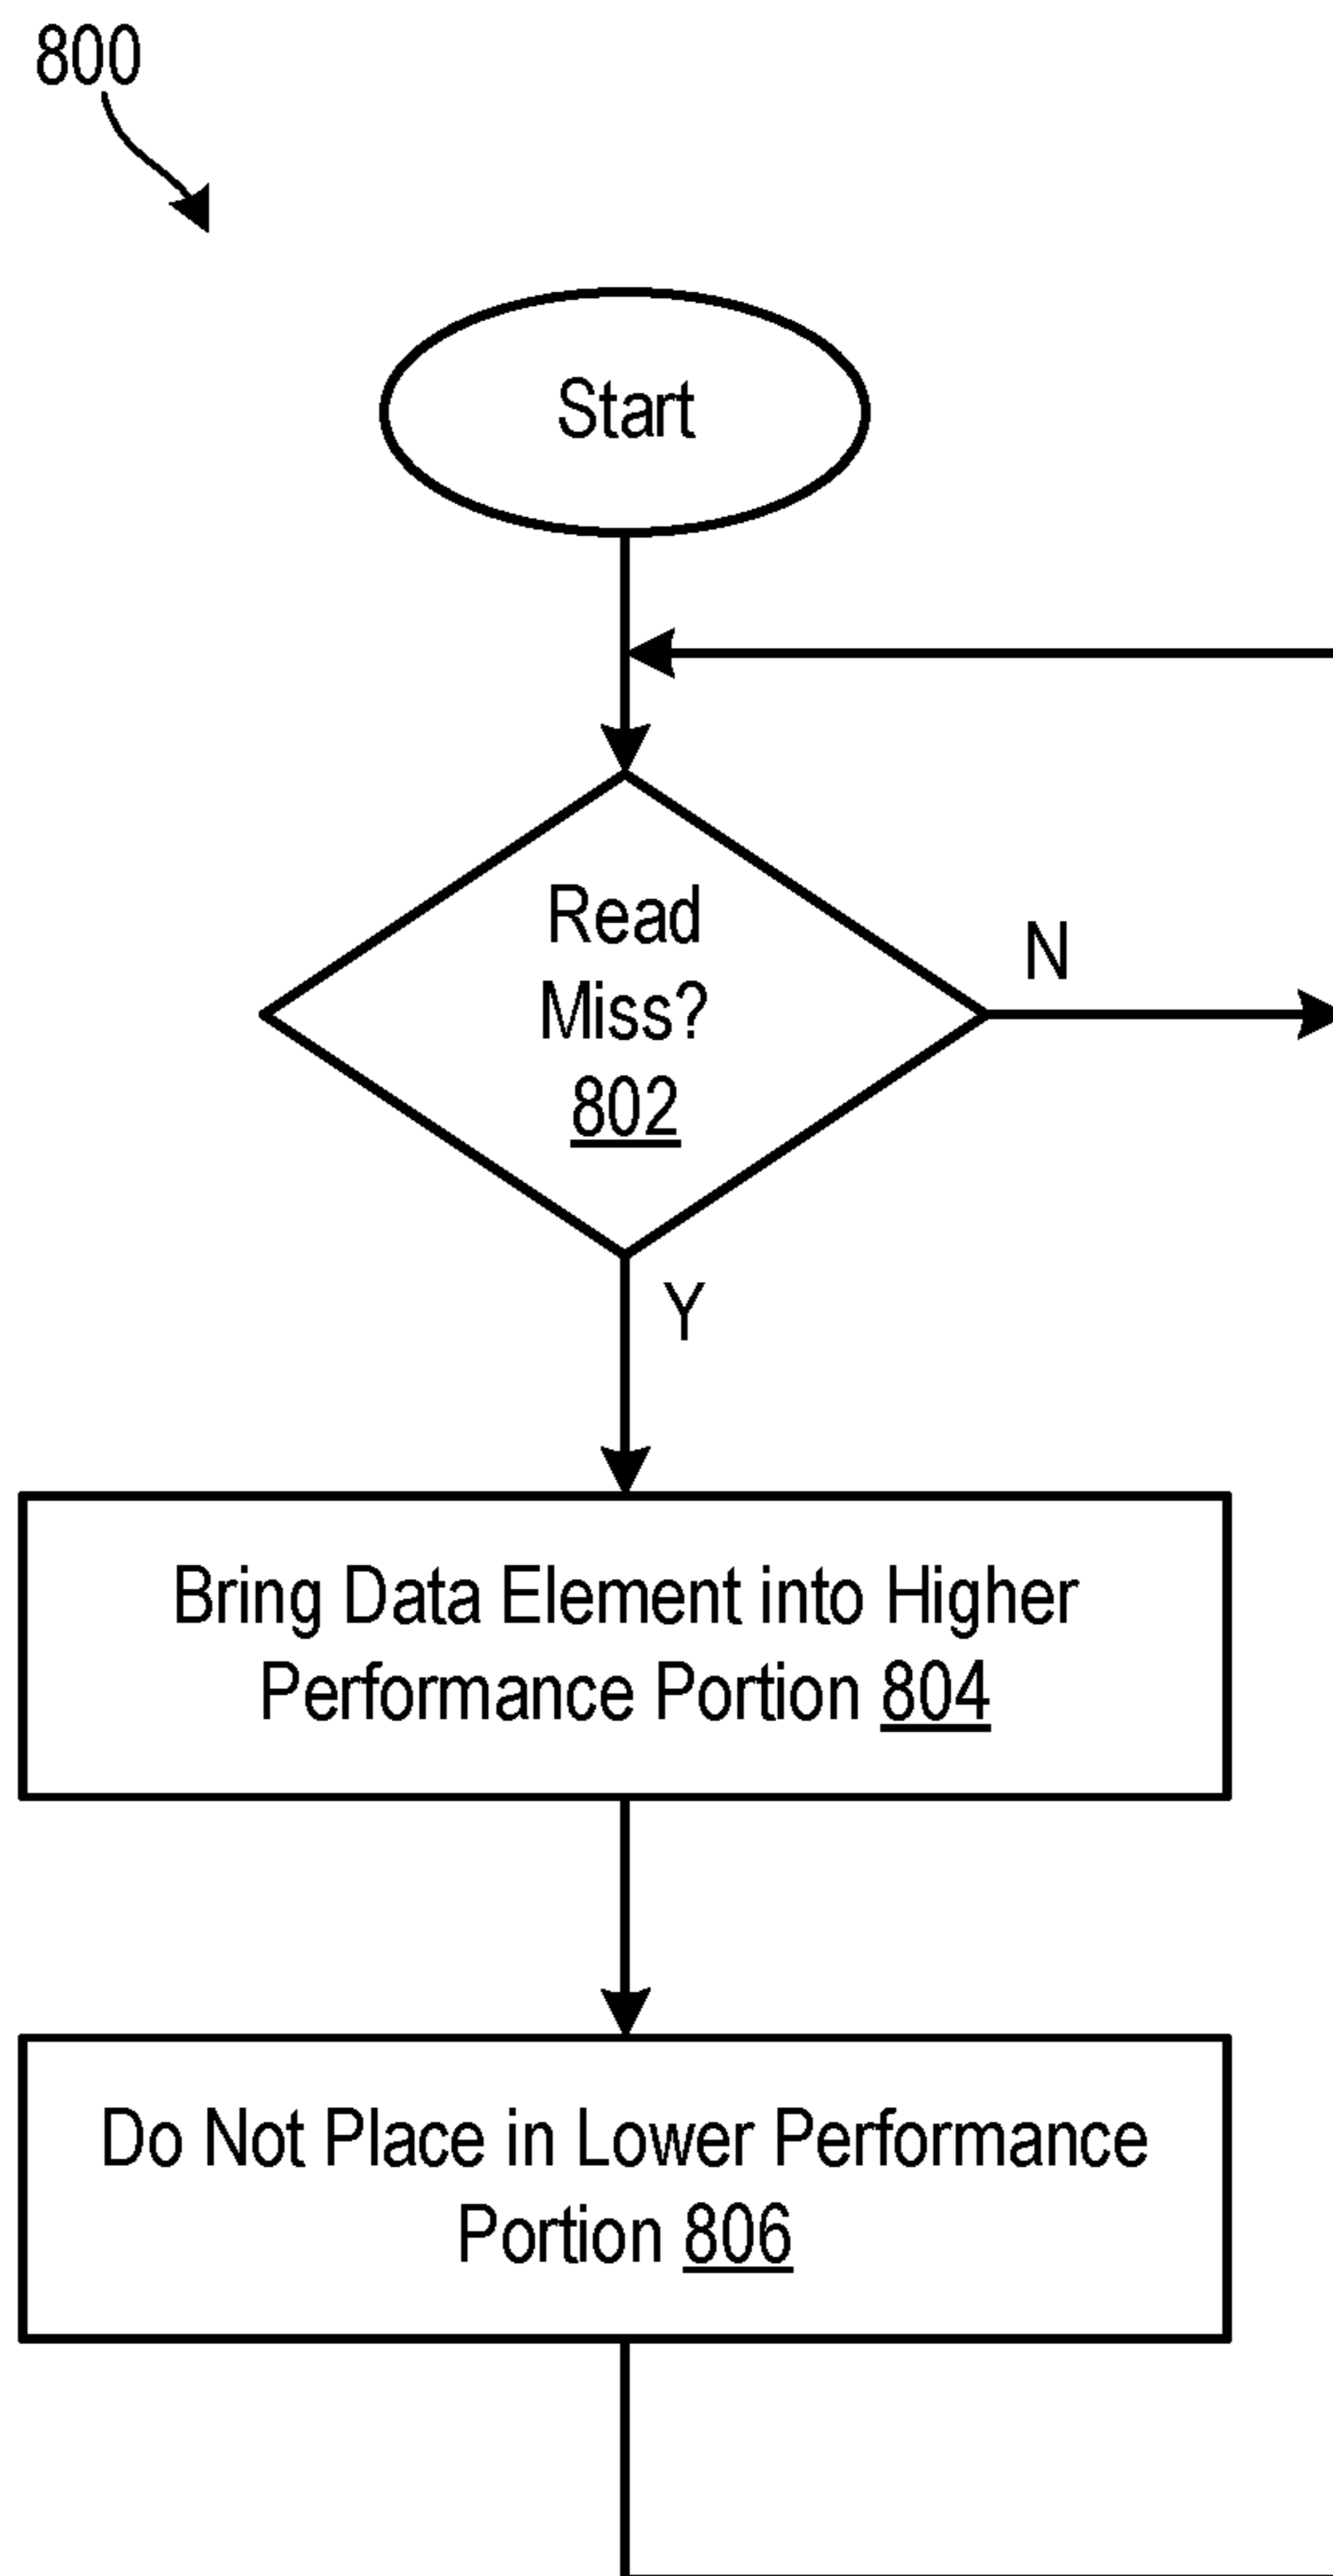 800
Start
Read
Miss?
802
N
Y
Bring Data Element into Higher
Performance Portion 804
Do Not Place in Lower Performance
Portion 806